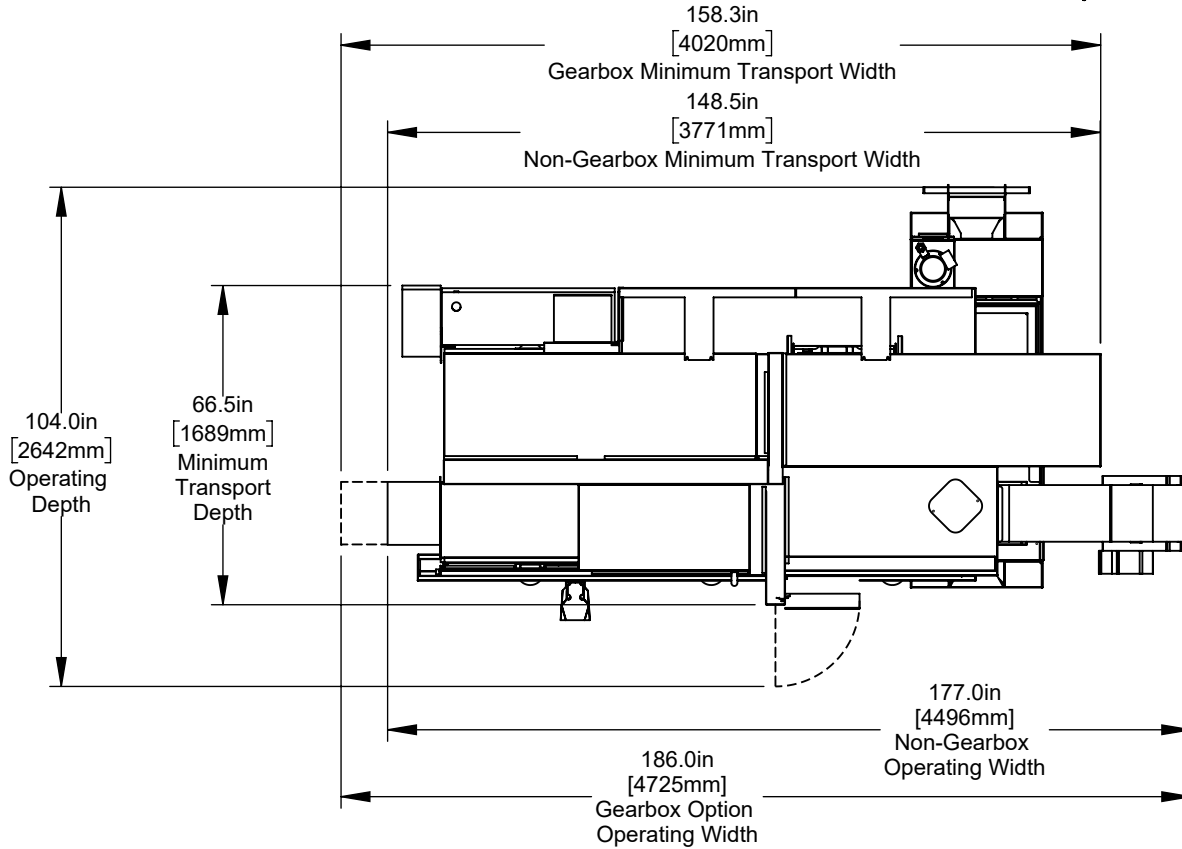 158.3in
[4020mm]
Gearbox Minimum Transport Width
148.5in
[3771mm]
Non-Gearbox Minimum Transport Width
104.0in
[2642mm]
Operating
Depth
66.5in
[1689mm]
Minimum
Transport
Depth
177.0in
[4496mm]
Non-Gearbox
Operating Width
186.0in
[4725mm]
Gearbox Option
Operating Width